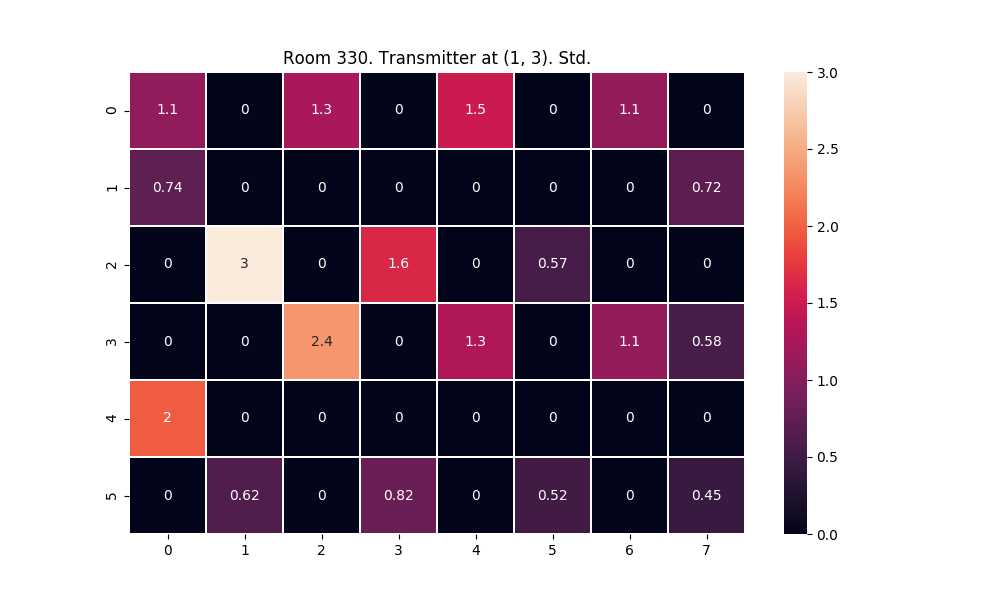 Room 330. Transmitter at (1, 3). Std.
0 1.1 0 1.3 0 1.5 0 1.1 0
1 0.74 0 0 0 0 0 0 0.72
2 0 3 0 1.6 0 0.57 0 0
3 0 0 2.4 0 1.3 0 1.1 0.58
4 2 0 0 0 0 0 0 0
5 0 0.62 0 0.82 0 0.52 0 0.45
0 1 2 3 4 5 6 7
3.0
2.5
2.0
1.5
1.0
0.5
0.0